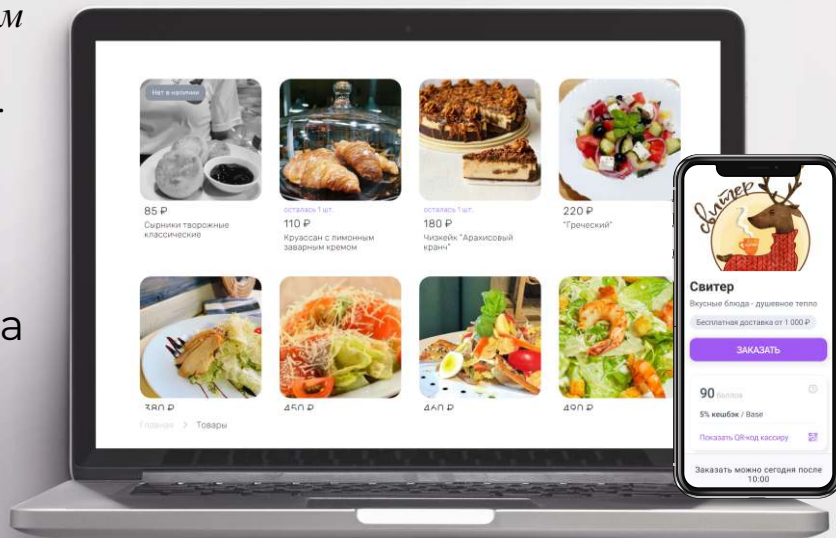 м
.
а
Нет в наличии
85 ₽
Сырники творожные
классические
осталась 1 шт.
110 ₽
Круассан с лимонным
заварным кремом
осталась 1 шт.
180 ₽
Чизкейк "Арахисовый
кранч"
220 ₽
"Греческий"
380 ₽
450 ₽
460 ₽
490 ₽
Главная > Товары
свитер
Свитер
Вкусные блюда - душевное тепло
Бесплатная доставка от 1 000 ₽
ЗАКАЗАТЬ
90 баллов
5% кешбэк / Base
Показать QR-код кассиру
Заказать можно сегодня после
10:00